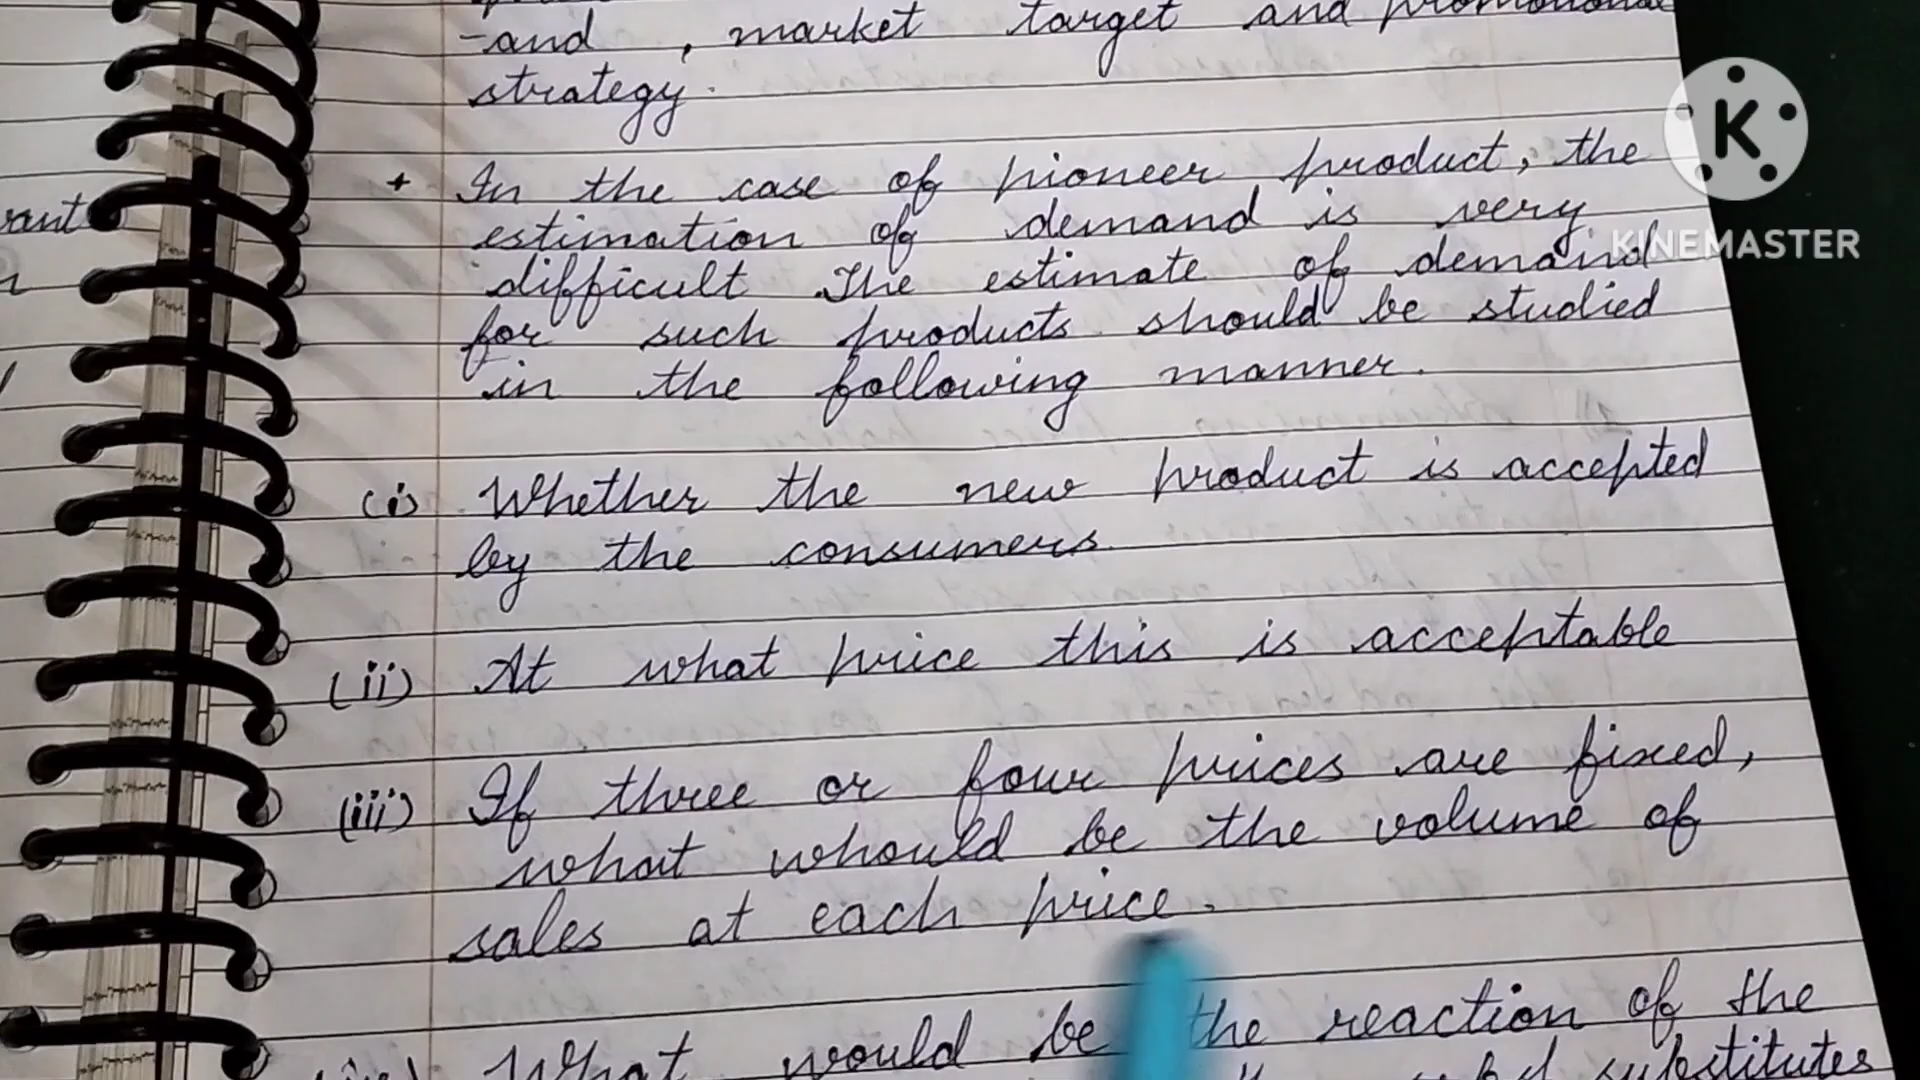 -and , market target and promotional
strategy.
+ In the case of pioneer product, the
estimation of demand is very
difficult. The estimate of demand
for such products should be studied
in the following manner.
(i) Whether the new product is accepted
by the consumers.
(ii) At what price this is acceptable
(iii) If three or four prices are fixed,
what whould be the volume of
sales at each price.
What would be the reaction of the
substitutes
K
KINEMASTER